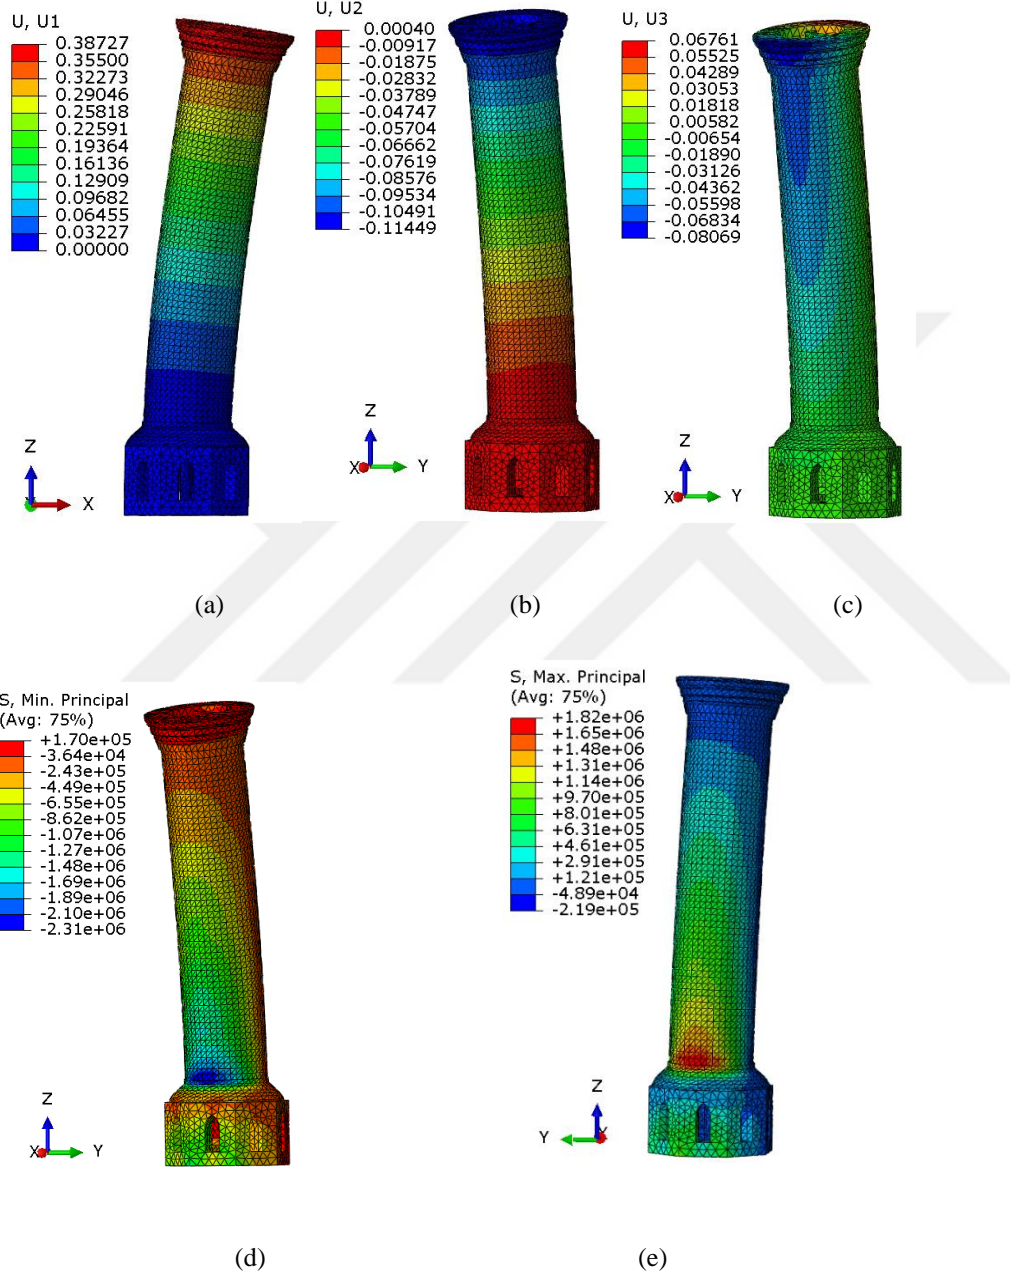 U, U1
0.38727
0.35500
0.32273
0.29046
0.25818
0.22591
0.19364
0.16136
0.12909
0.09682
0.06455
0.03227
0.00000
Z
X
U, U2
0.00040
-0.00917
-0.01875
-0.02832
-0.03789
-0.04747
-0.05704
-0.06662
-0.07619
-0.08576
-0.09534
-0.10491
-0.11449
Z
X
Y
U, U3
0.06761
0.05525
0.04289
0.03053
0.01818
0.00582
-0.00654
-0.01890
-0.03126
-0.04362
-0.05598
-0.06834
-0.08069
Z
X
Y
(a)
(b)
(c)
S, Min. Principal
(Avg: 75%)
+1.70e+05
-3.64e+04
-2.43e+05
-4.49e+05
-6.55e+05
-8.62e+05
-1.07e+06
-1.27e+06
-1.48e+06
-1.69e+06
-1.89e+06
-2.10e+06
-2.31e+06
Z
X
Y
S, Max. Principal
(Avg: 75%)
+1.82e+06
+1.65e+06
+1.48e+06
+1.31e+06
+1.14e+06
+9.70e+05
+8.01e+05
+6.31e+05
+4.61e+05
+2.91e+05
+1.21e+05
-4.89e+04
-2.19e+05
Z
Y
(d)
(e)